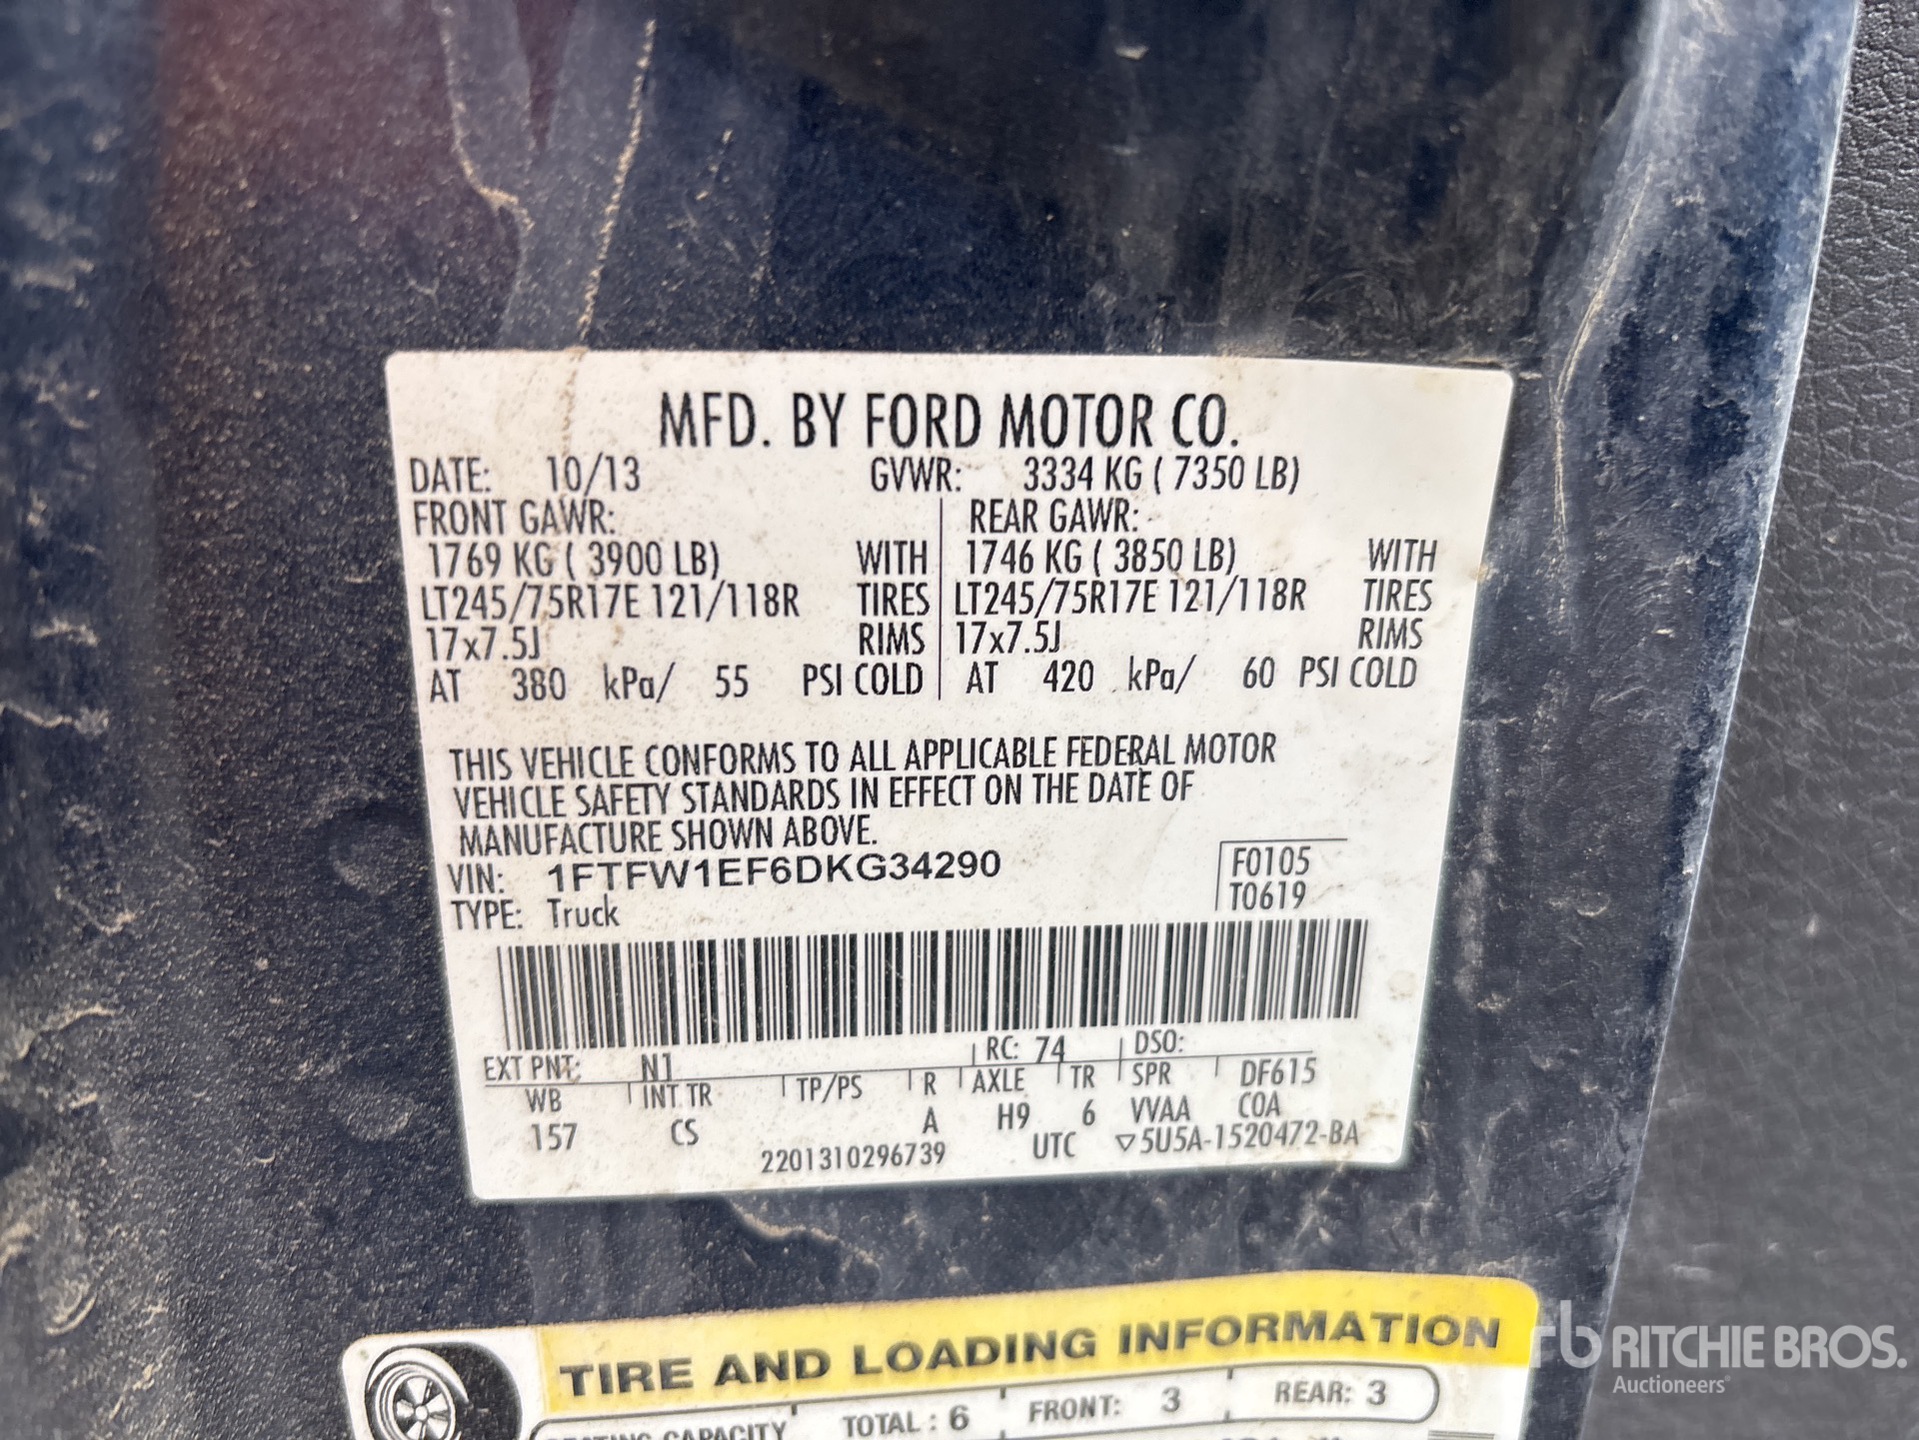 MFD. BY FORD MOTOR CO.
DATE: 10/13 GVWR: 3334 KG ( 7350 LB)
FRONT GAWR: REAR GAWR:
1769 KG ( 3900 LB) WITH 1746 KG ( 3850 LB) WITH
LT245/75R17E 121/118R TIRES LT245/75R17E 121/118R TIRES
17x7.5J RIMS 17x7.5J RIMS
AT 380 kPa/ 55 PSI COLD AT 420 kPa/ 60 PSI COLD
THIS VEHICLE CONFORMS TO ALL APPLICABLE FEDERAL MOTOR
VEHICLE SAFETY STANDARDS IN EFFECT ON THE DATE OF
MANUFACTURE SHOWN ABOVE.
VIN: 1FTFW1EF6DKG34290 F0105
TYPE: Truck T0619
EXT PNT: N1 RC: 74 DSO:
WB INT TR TP/PS R AXLE TR SPR DF615
157 CS A H9 6 VVAA COA
2201310296739 UTC ▽5U5A-1520472-BA
TIRE AND LOADING INFORMATION
SEATING CAPACITY TOTAL : 6 FRONT: 3 REAR: 3
rb RITCHIE BROS.
Auctioneers